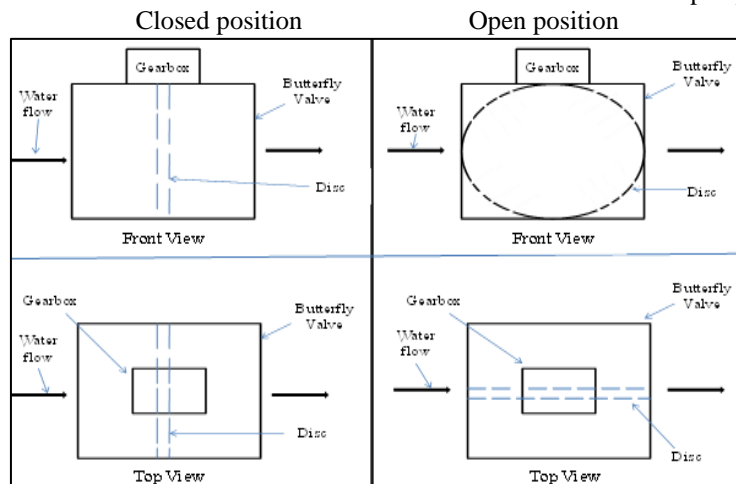 Closed position
Open position
Gearbox
Butterfly
Valve
Water
flow
Disc
Front View
Gearbox
Butterfly
Valve
Water
flow
Disc
Front View
Gearbox
Butterfly
Valve
Water
flow
Disc
Top View
Gearbox
Butterfly
Valve
Water
flow
Disc
Top View